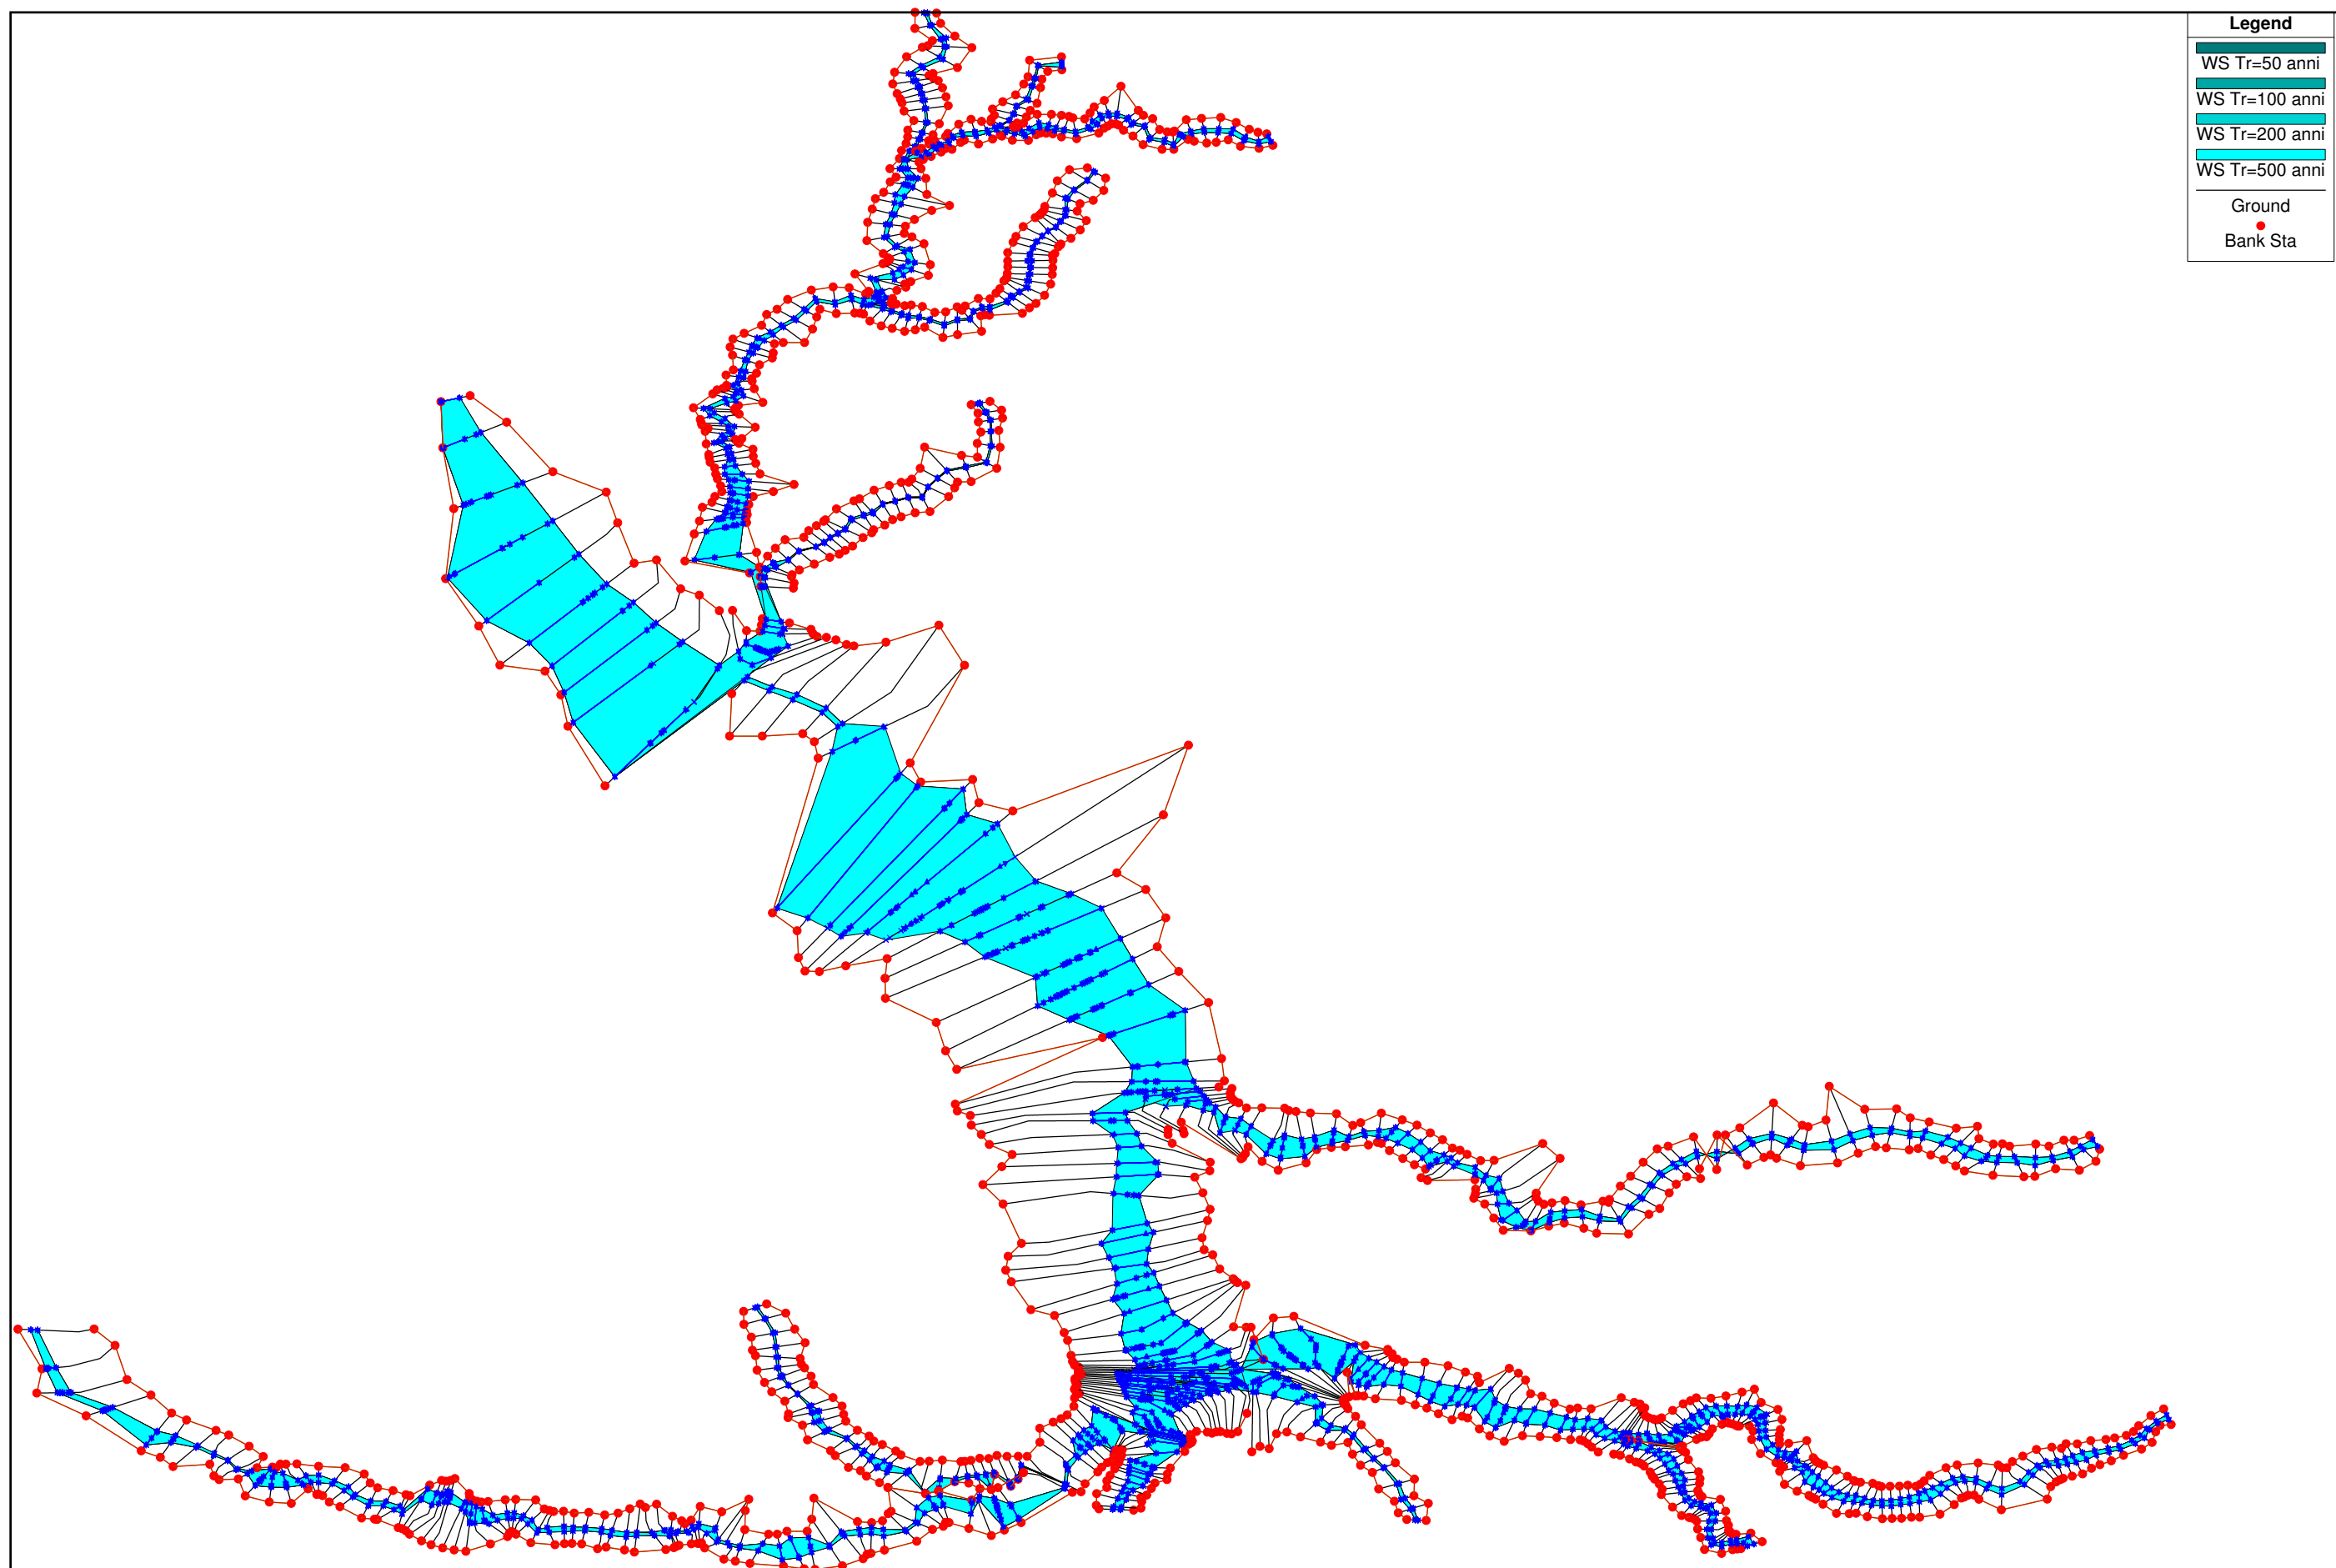 Legend
WS Tr=50 anni
WS Tr=100 anni
WS Tr=200 anni
WS Tr=500 anni
Ground
Bank Sta